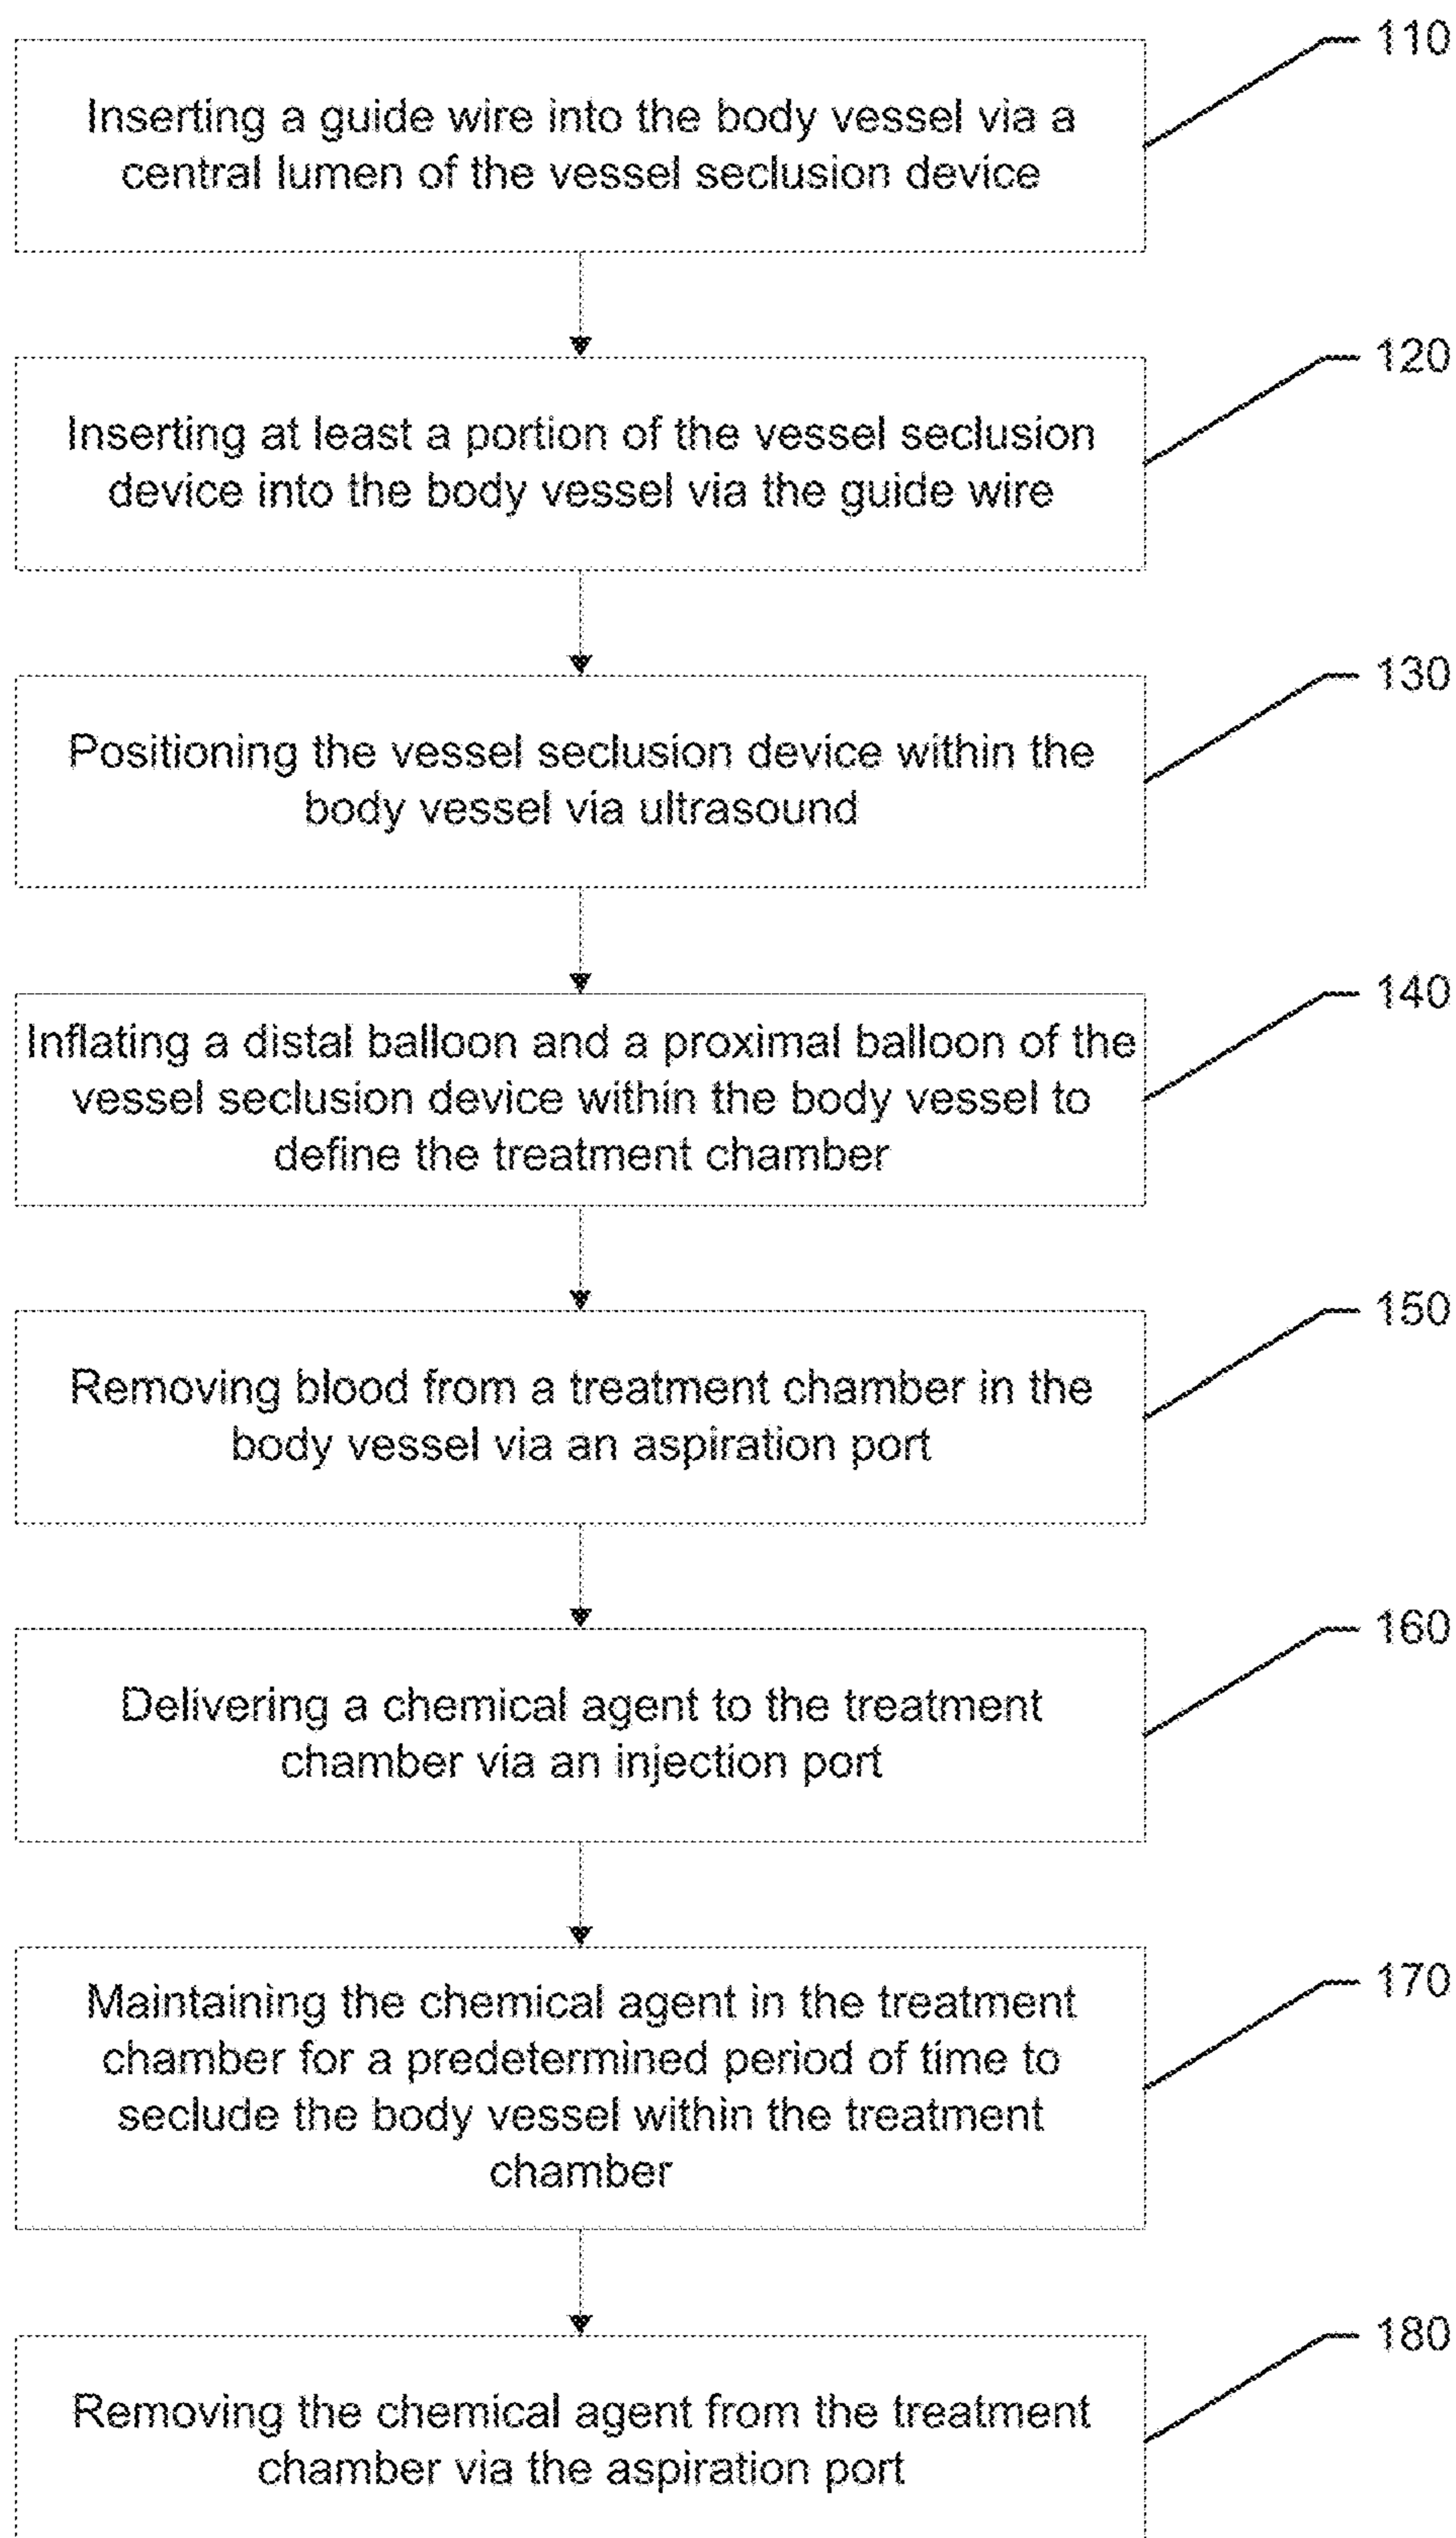 110
Inserting a guide wire into the body vessel via a
central lumen of the vessel seclusion device
120
Inserting at least a portion of the vessel seclusion
device into the body vessel via the guide wire
130
Positioning the vessel seclusion device within the
body vessel via ultrasound
140
Inflating a distal balloon and a proximal balloon of the
vessel seclusion device within the body vessel to
define the treatment chamber
150
Removing blood from a treatment chamber in the
body vessel via an aspiration port
160
Delivering a chemical agent to the treatment
chamber via an injection port
170
Maintaining the chemical agent in the treatment
chamber for a predetermined period of time to
seclude the body vessel within the treatment
chamber
180
Removing the chemical agent from the treatment
chamber via the aspiration port